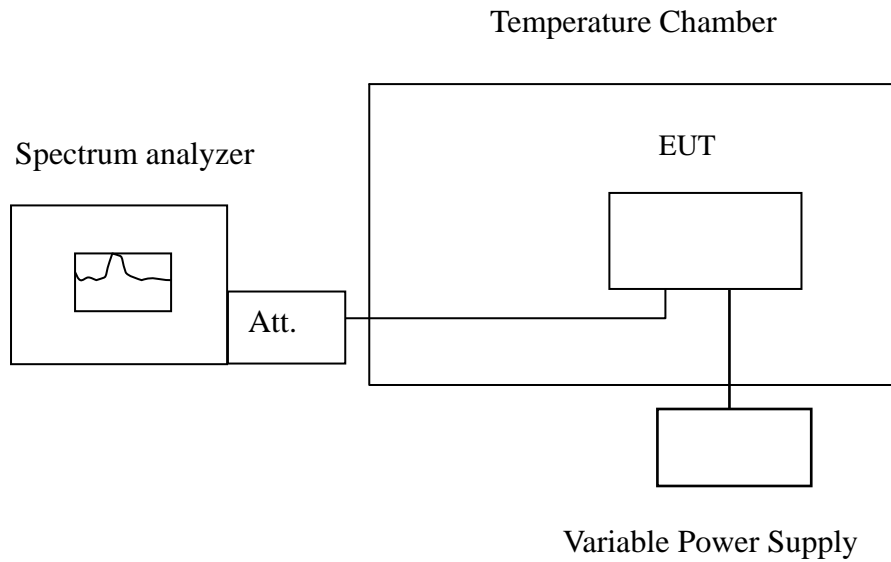 Temperature Chamber
EUT
Spectrum analyzer
Att.
Variable Power Supply